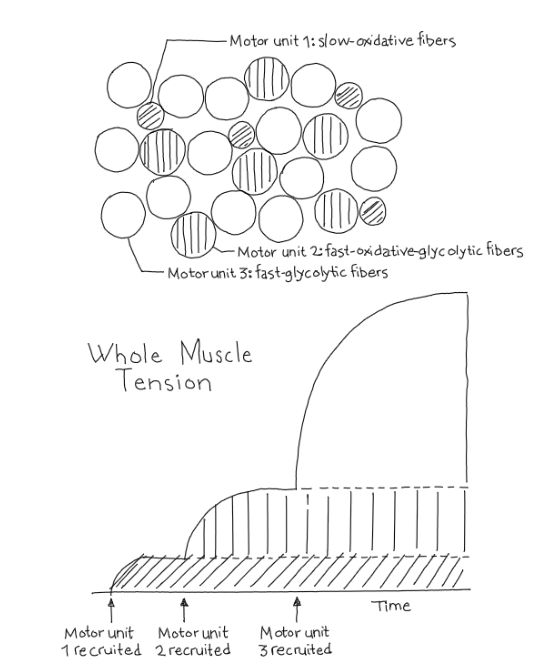 Motor unit 1: slow-oxidative fibers
Motor unit 2: fast-oxidative-glycolytic fibers
Motor unit 3: fast-glycolytic fibers
Whole Muscle
Tension
Time
Motor unit
1 recruited
Motor unit
2 recruited
Motor unit
3 recruited